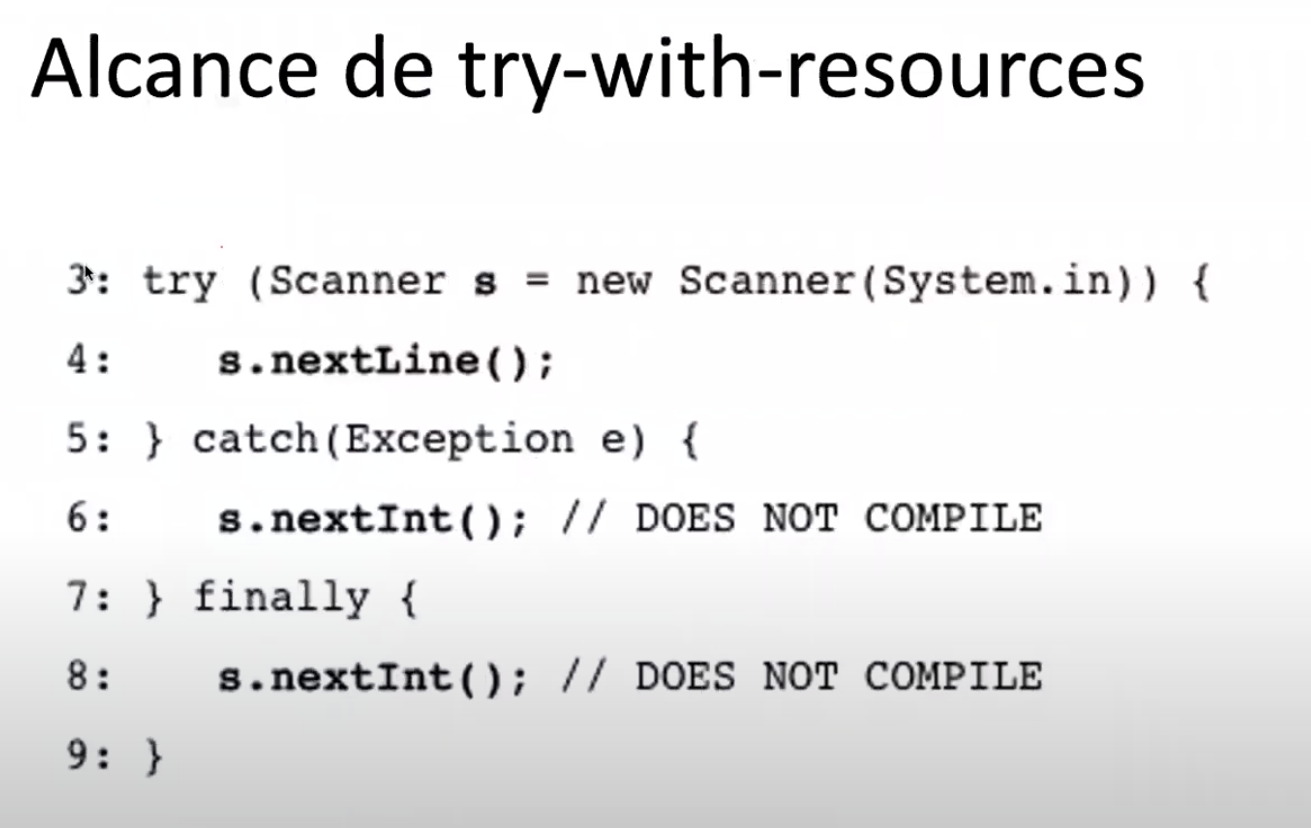 Alcance de try-with-resources
3: try (Scanner s = new Scanner(System.in)) {
4:    s.nextLine();
5: } catch(Exception e) {
6:    s.nextInt(); // DOES NOT COMPILE
7: } finally {
8:    s.nextInt(); // DOES NOT COMPILE
9: }